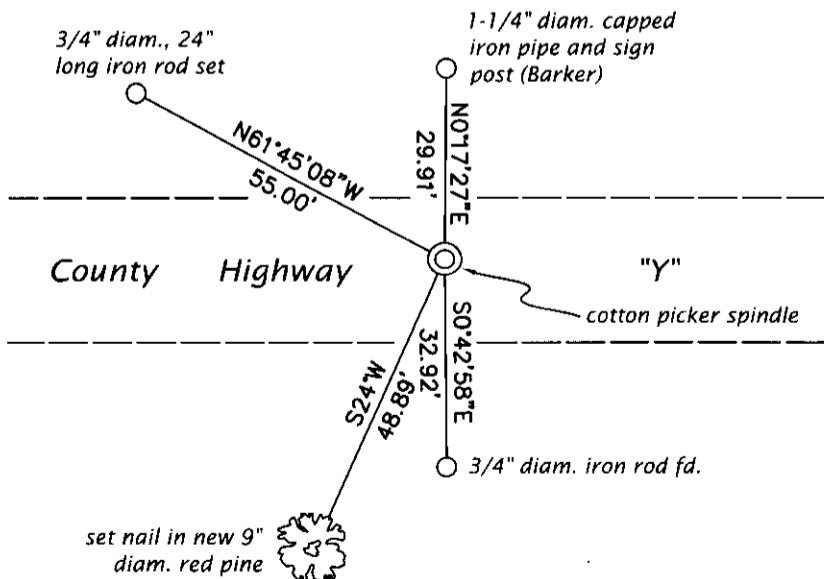 3/4" diam., 24"
long iron rod set
1-1/4" diam. capped
iron pipe and sign
post (Barker)
N61°45'08"W
55.00'
N0°17'27"E
29.91'
County Highway "Y"
cotton picker spindle
S0°42'58"E
32.92'
S24°W
48.89'
3/4" diam. iron rod fd.
set nail in new 9"
diam. red pine